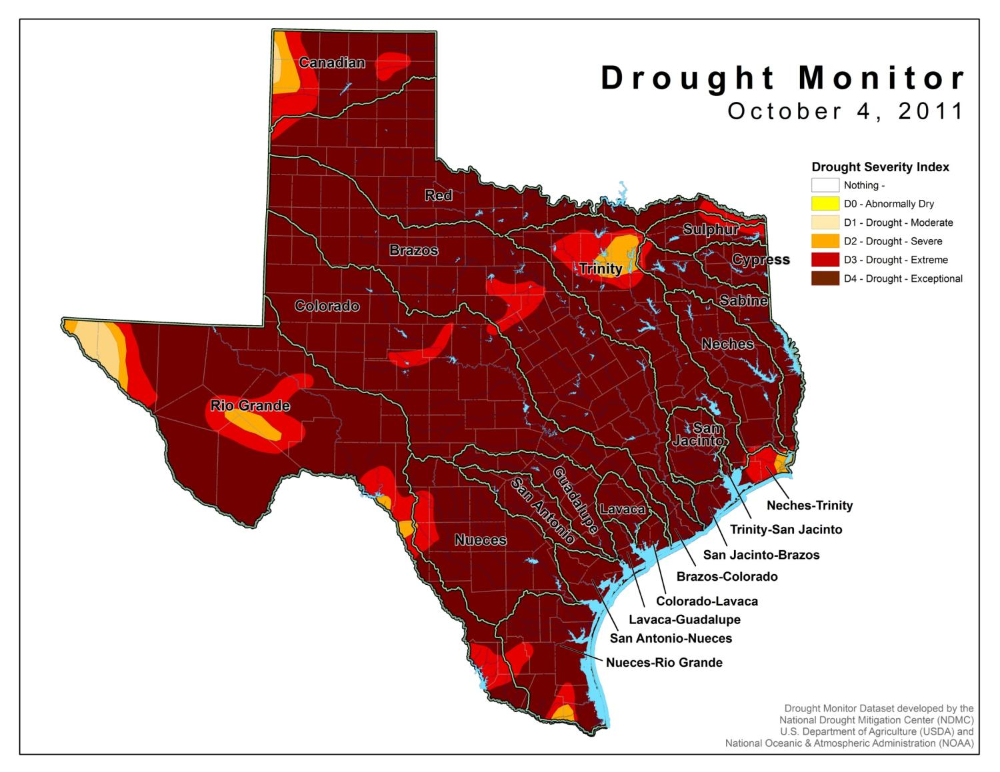 Drought Monitor
October 4, 2011
Drought Severity Index
Nothing -
D0 - Abnormally Dry
D1 - Drought - Moderate
D2 - Drought - Severe
D3 - Drought - Extreme
D4 - Drought - Exceptional
Canadian
Red
Sulphur
Brazos
Cypress
Trinity
Sabine
Colorado
Neches
Rio Grande
San
Jacinto
Guadalupe
San Antonio
Lavaca
Nueces
Neches-Trinity
Trinity-San Jacinto
San Jacinto-Brazos
Brazos-Colorado
Colorado-Lavaca
Lavaca-Guadalupe
San Antonio-Nueces
Nueces-Rio Grande
Drought Monitor Dataset developed by the
National Drought Mitigation Center (NDMC)
U.S. Department of Agriculture (USDA) and
National Oceanic & Atmospheric Administration (NOAA)